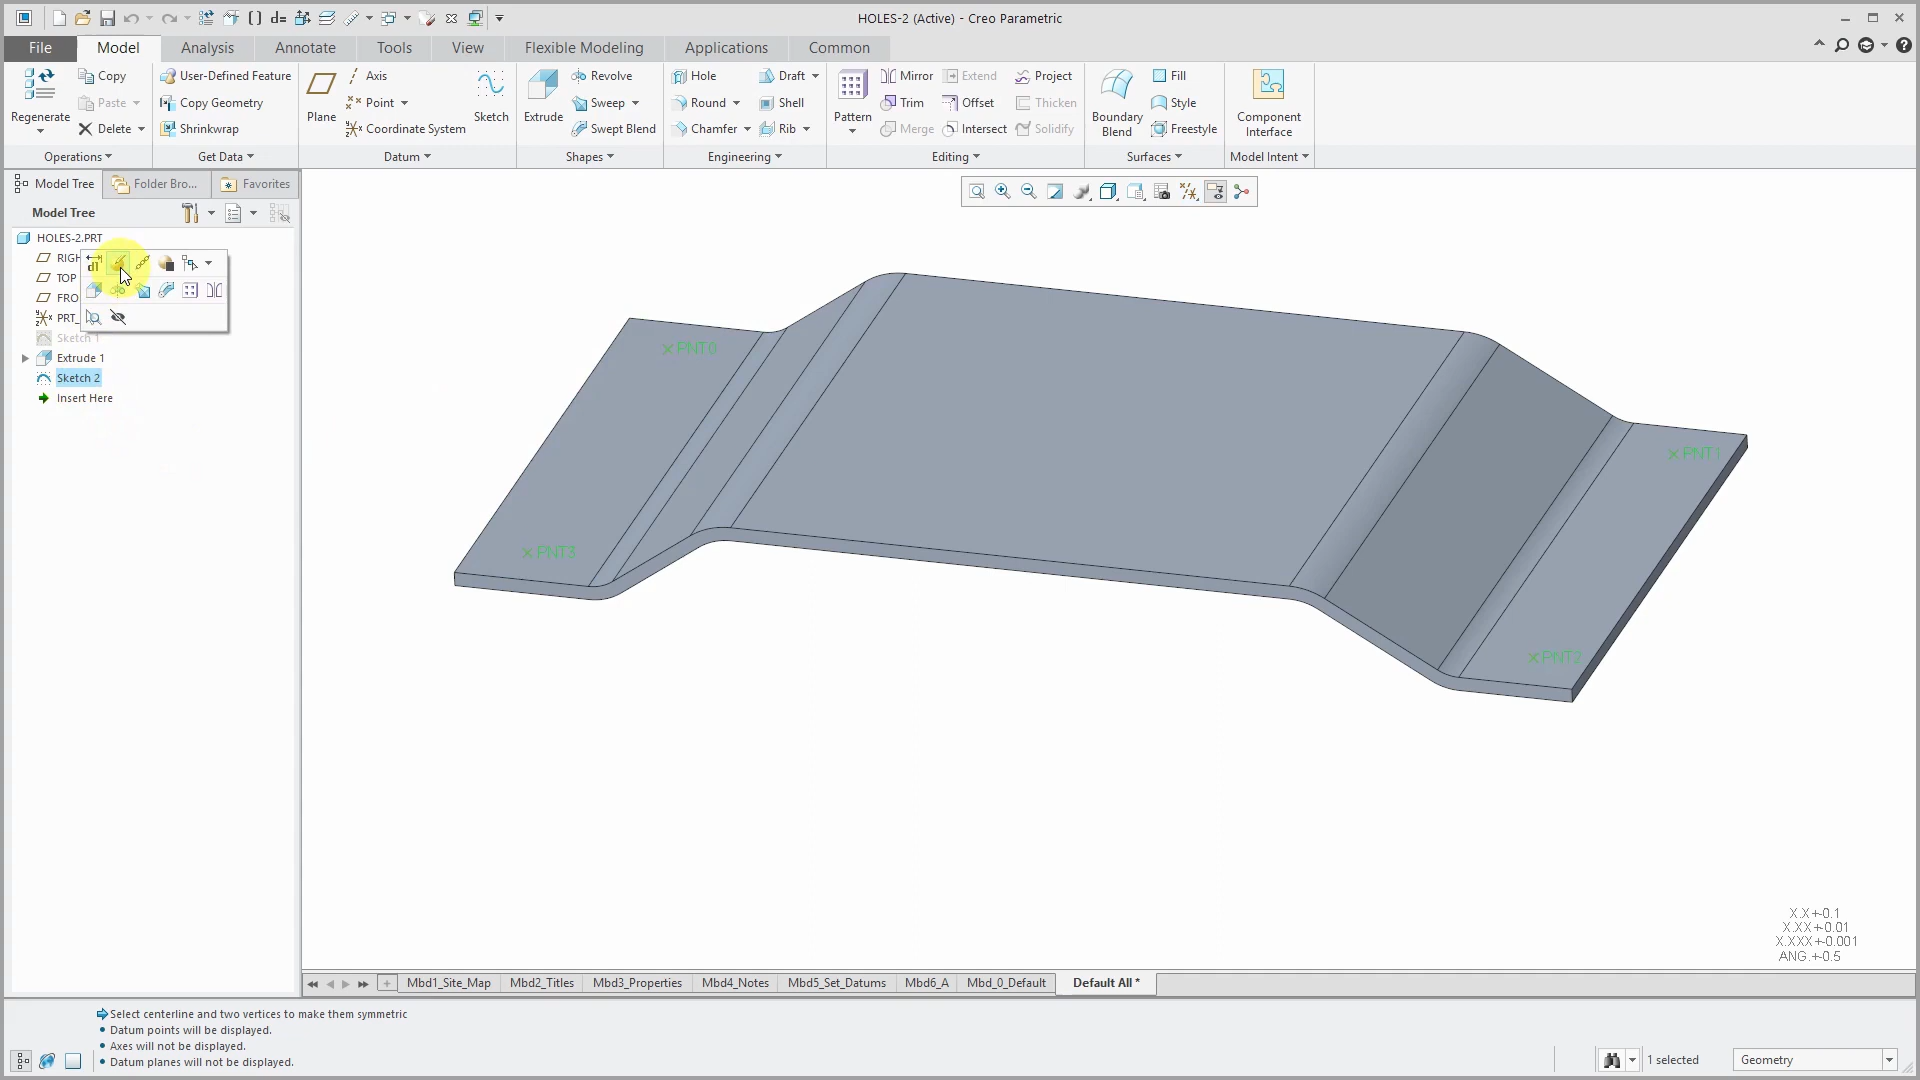 HOLES-2 (Active) - Creo Parametric
File Model Analysis Annotate Tools View Flexible Modeling Applications Common
Regenerate
Copy
Paste
Delete
Operations
User-Defined Feature
Copy Geometry
Shrinkwrap
Get Data
Plane
Axis
Point
Coordinate System
Sketch
Datum
Extrude
Revolve
Sweep
Swept Blend
Shapes
Hole
Round
Chamfer
Draft
Shell
Rib
Engineering
Pattern
Mirror
Trim
Merge
Extend
Offset
Intersect
Project
Thicken
Solidify
Editing
Boundary
Blend
Fill
Style
Freestyle
Surfaces
Component
Interface
Model Intent
Model Tree Folder Bro... Favorites
Model Tree
HOLES-2.PRT
RIGH
TOP
FRO
PRT_
Sketch 1
Extrude 1
Sketch 2
Insert Here
PNT0
PNT1
PNT3
PNT2
X.X+-0.1
X.XX+-0.01
X.XXX+-0.001
ANG.+-0.5
Mbd1_Site_Map Mbd2_Titles Mbd3_Properties Mbd4_Notes Mbd5_Set_Datums Mbd6_A Mbd_0_Default Default All *
Select centerline and two vertices to make them symmetric
• Datum points will be displayed.
• Axes will not be displayed.
• Datum planes will not be displayed.
1 selected
Geometry